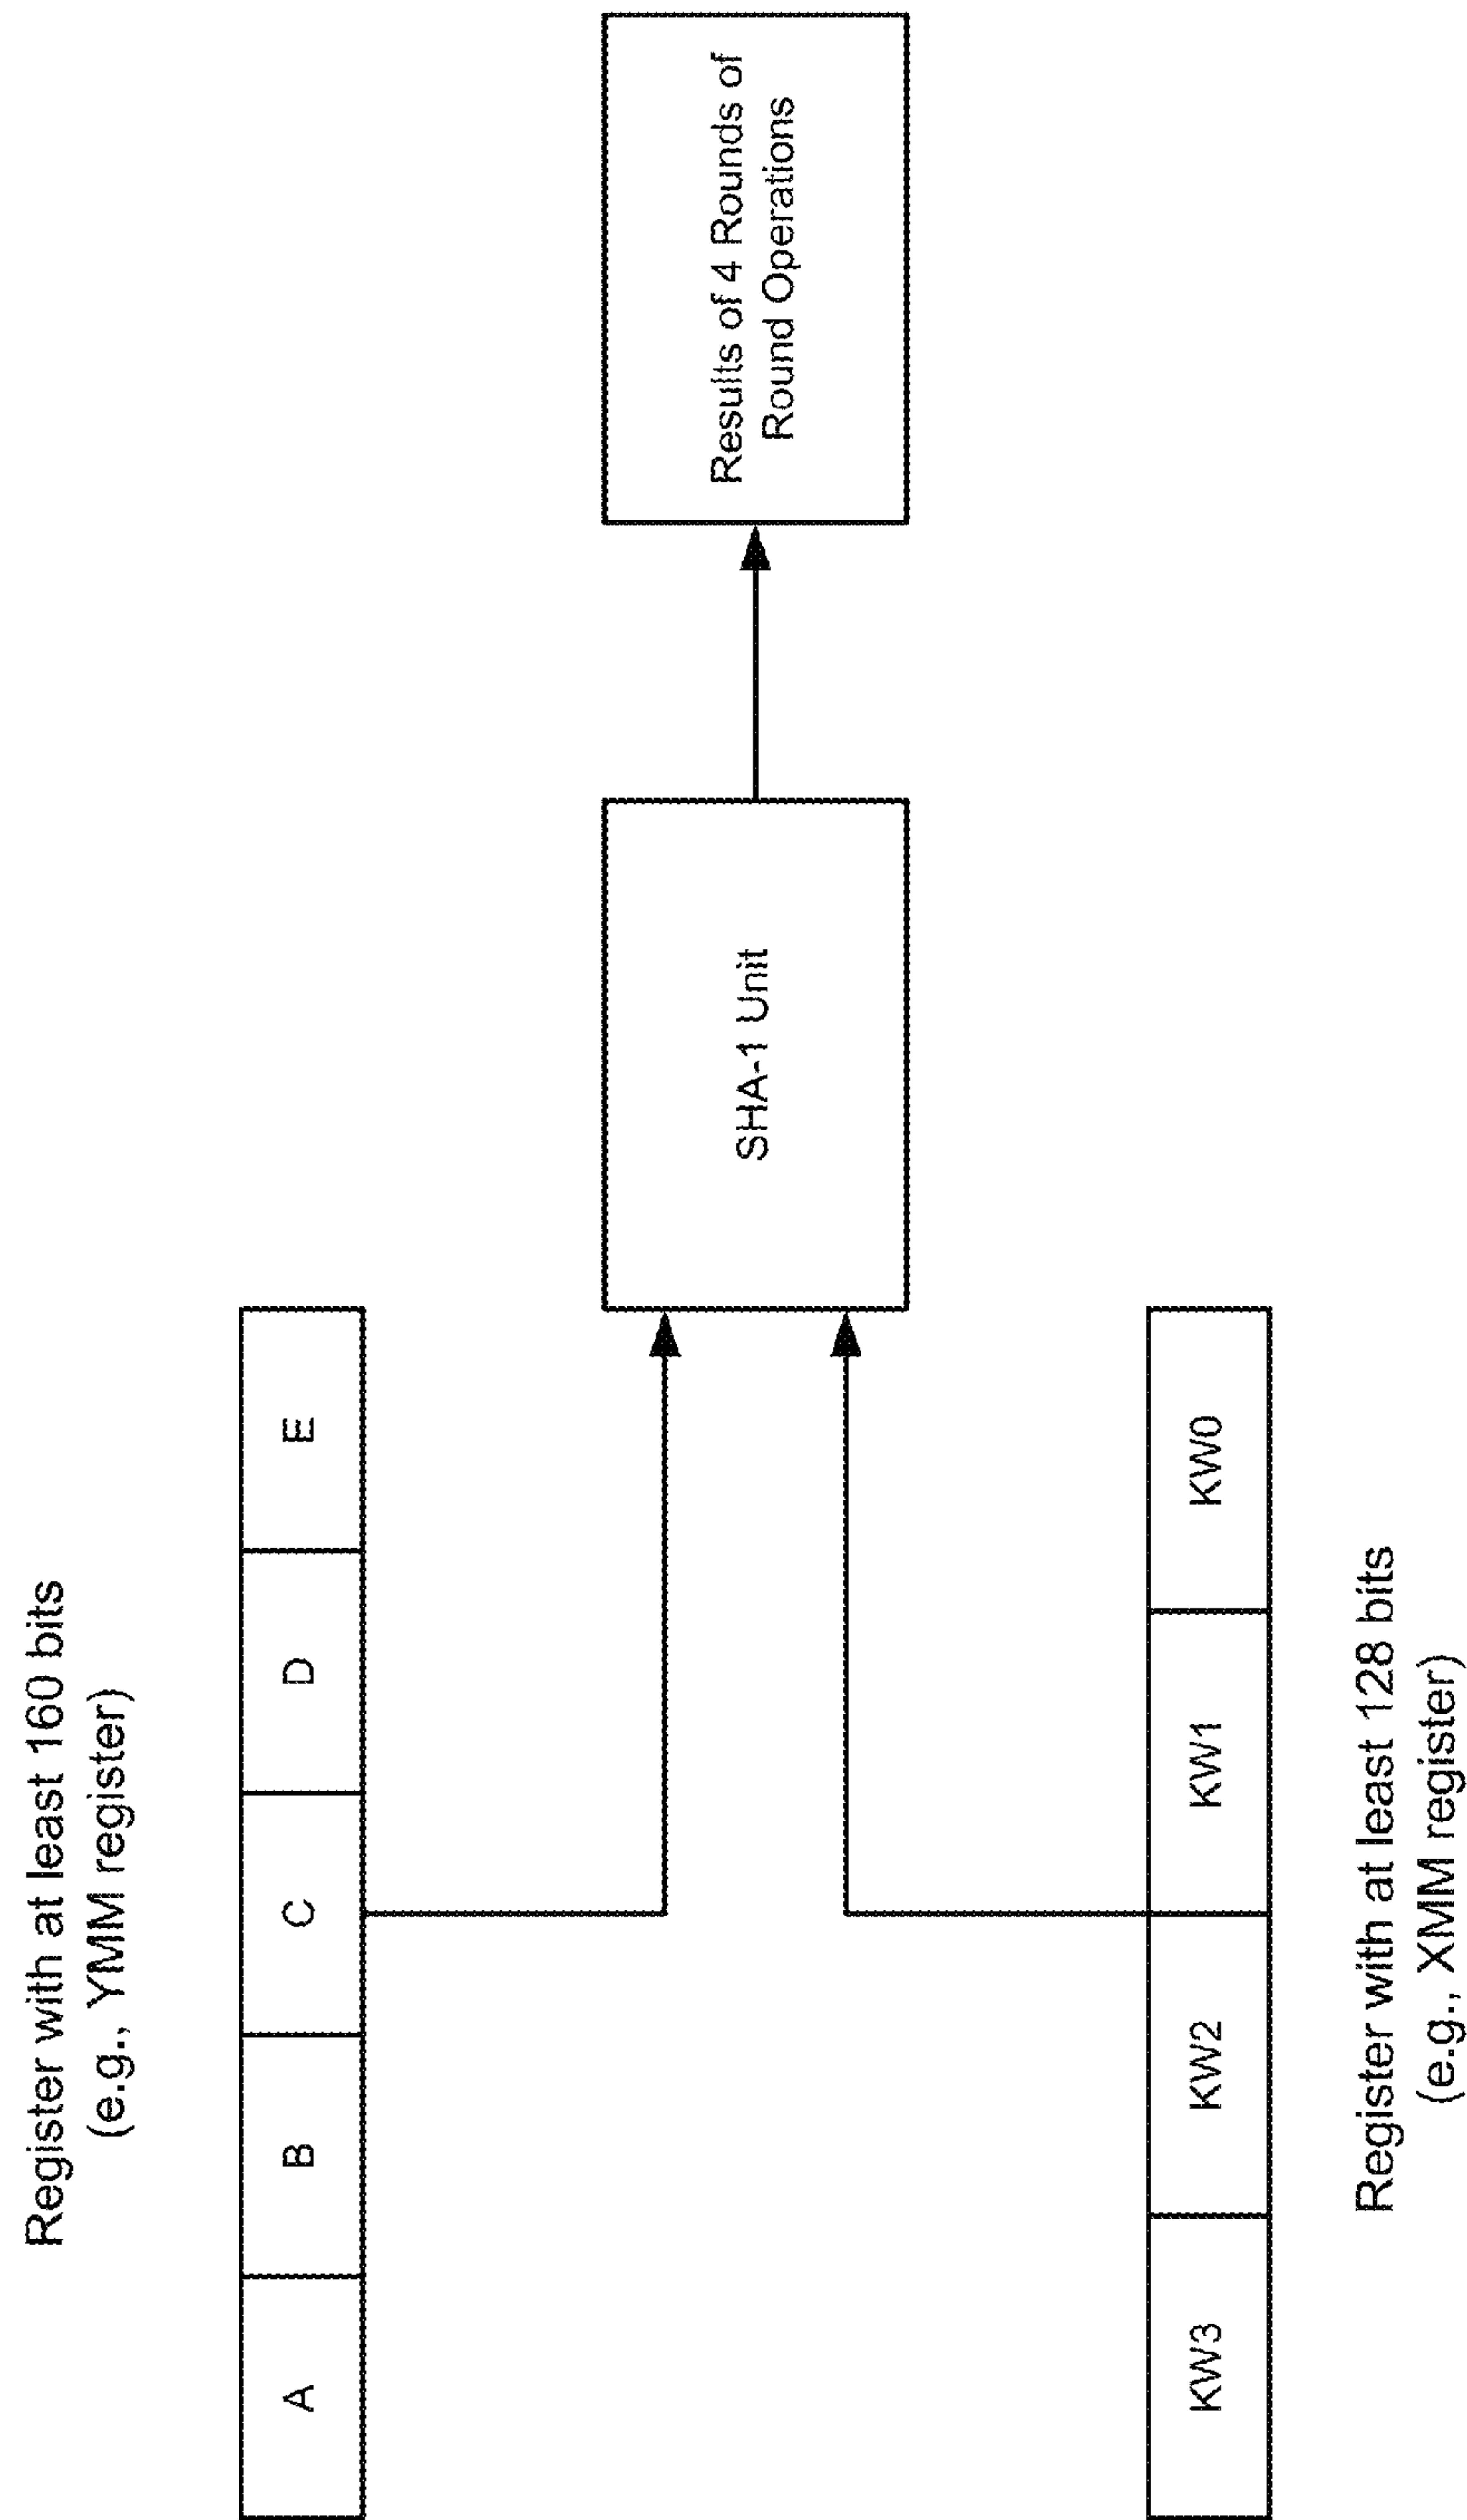 Register with at least 160 bits
(e.g., YMM register)
A B C D E
SHA-1 Unit
Results of 4 Rounds of
Round Operations
KW3 KW2 KW1 KW0
Register with at least 128 bits
(e.g., XMM register)